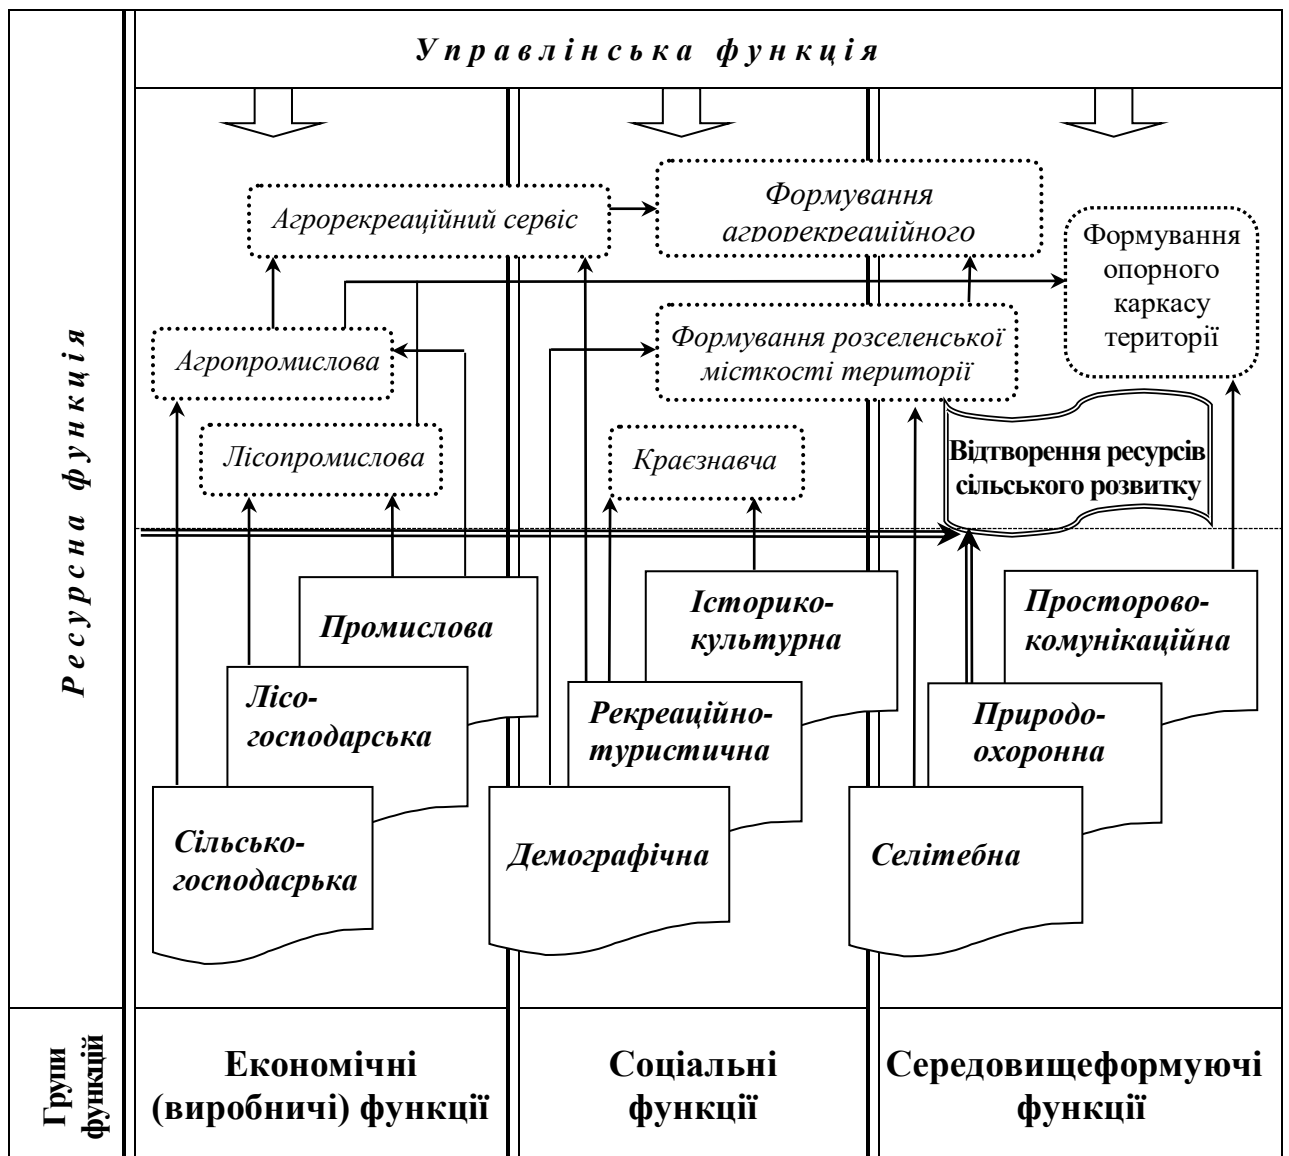 Управлінська функція
Ресурсна функція
Агрорекреаційний сервіс
Формування
агрорекреаційного
Формування
опорного
каркасу
території
Агропромислова
Формування розселенської
місткості території
Лісопромислова
Краєзнавча
Відтворення ресурсів
сільського розвитку
Промислова
Історико-
культурна
Просторово-
комунікаційна
Лісо-
господарська
Рекреаційно-
туристична
Природо-
охоронна
Сільсько-
господасрька
Демографічна
Селітебна
Групи
функцій
Економічні
(виробничі) функції
Соціальні
функції
Середовищеформуючі
функції